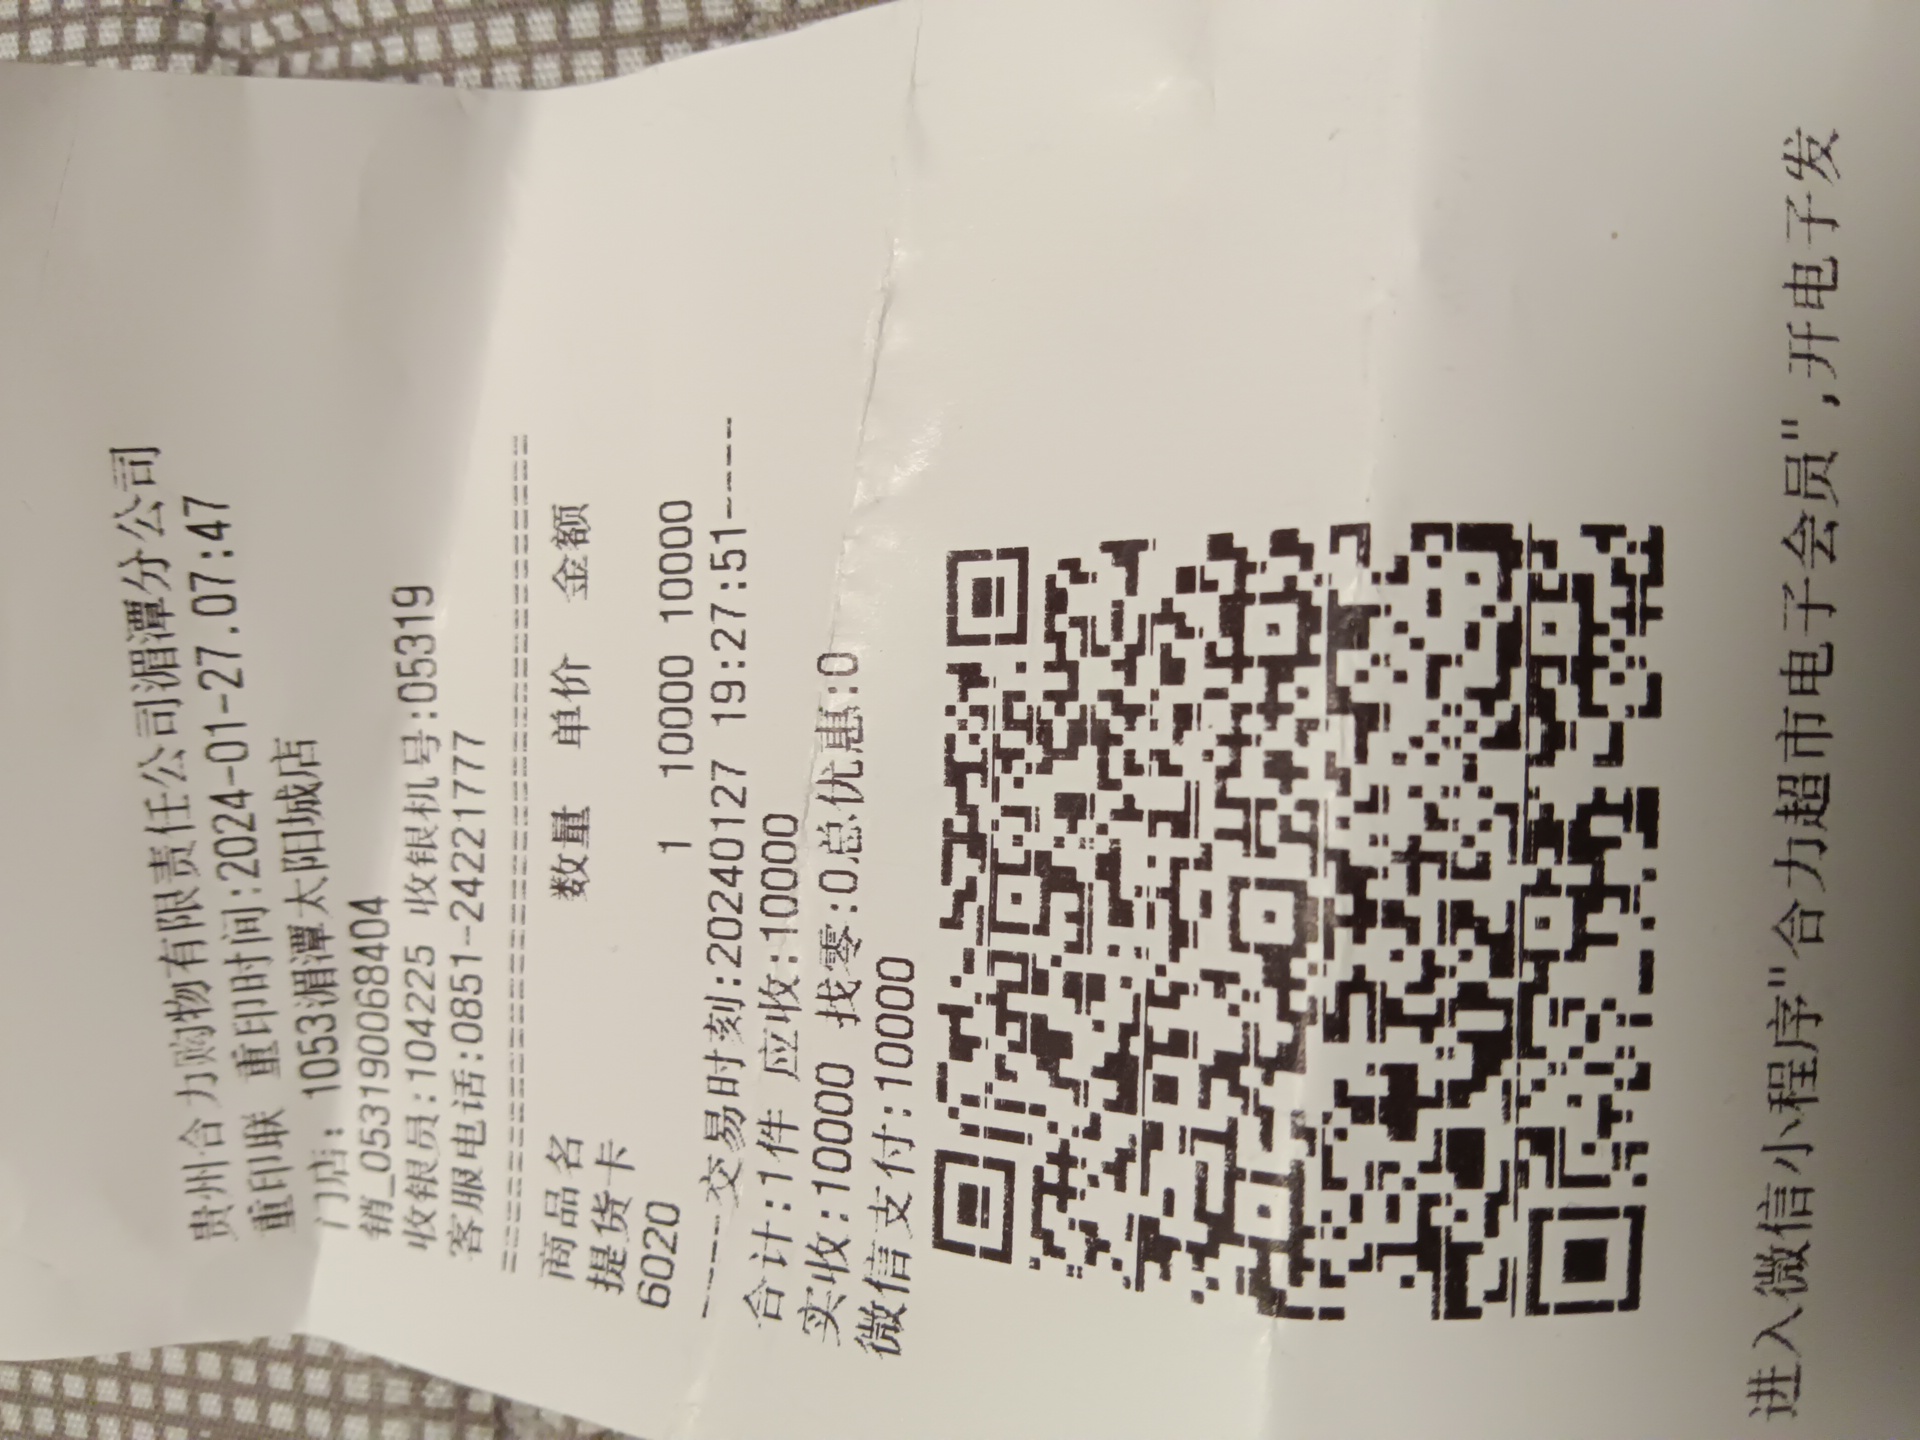 贵州合力购物有限责任公司湄潭分公司
重印联 重印时间:2024-01-27.07:47
门店: 1053湄潭太阳城店
销_053190068404
收银员:104225 收银机号:05319
客服电话:0851-24221777
================================
商品名 数量 单价 金额
提货卡
6020 1 10000 10000
----交易时刻:20240127 19:27:51----
合计:1件 应收:10000
实收:10000 找零:0总优惠:0
微信支付:10000
进入微信小程序"合力超市电子会员",开电子发